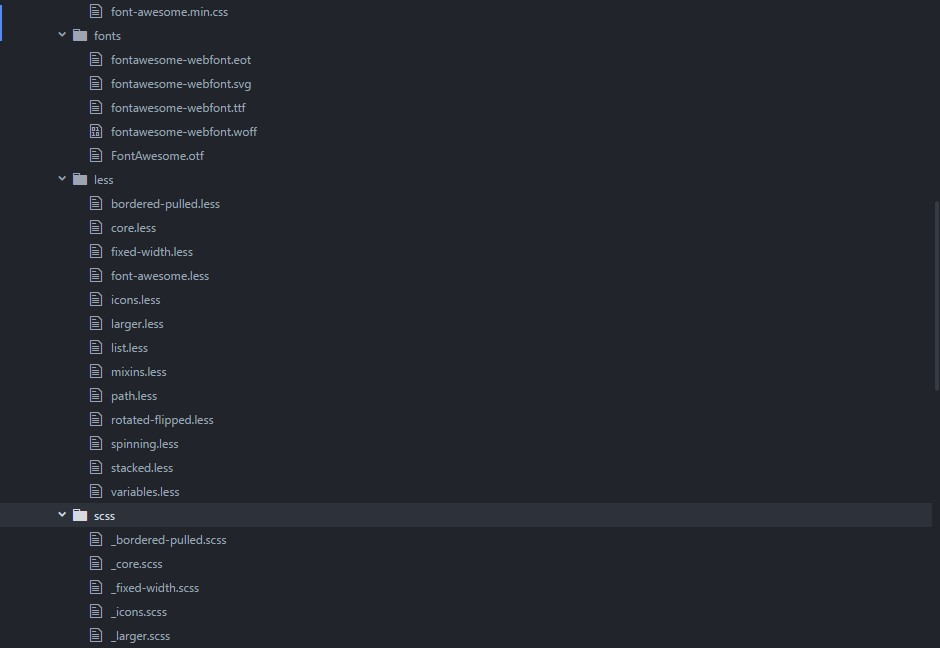 font-awesome.min.css
fonts
fontawesome-webfont.eot
fontawesome-webfont.svg
fontawesome-webfont.ttf
fontawesome-webfont.woff
FontAwesome.otf
less
bordered-pulled.less
core.less
fixed-width.less
font-awesome.less
icons.less
larger.less
list.less
mixins.less
path.less
rotated-flipped.less
spinning.less
stacked.less
variables.less
scss
_bordered-pulled.scss
_core.scss
_fixed-width.scss
_icons.scss
_larger.scss